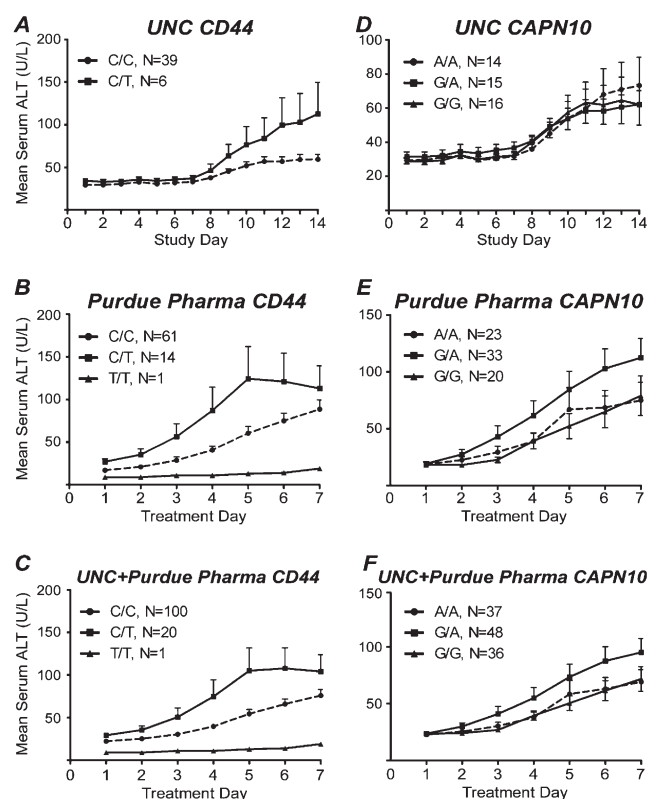 A
UNC CD44
Mean Serum ALT (U/L)
200
150
100
50
0 2 4 6 8 10 12 14
Study Day
C/C, N=39
C/T, N=6
D
UNC CAPN10
100
80
60
40
20
0 2 4 6 8 10 12 14
Study Day
A/A, N=14
G/A, N=15
G/G, N=16
B
Purdue Pharma CD44
Mean Serum ALT (U/L)
200
150
100
50
0 1 2 3 4 5 6 7
Treatment Day
C/C, N=61
C/T, N=14
T/T, N=1
E
Purdue Pharma CAPN10
150
100
50
0 1 2 3 4 5 6 7
Treatment Day
A/A, N=23
G/A, N=33
G/G, N=20
C
UNC+Purdue Pharma CD44
Mean Serum ALT (U/L)
200
150
100
50
0 1 2 3 4 5 6 7
Treatment Day
C/C, N=100
C/T, N=20
T/T, N=1
F
UNC+Purdue Pharma CAPN10
150
100
50
0 1 2 3 4 5 6 7
Treatment Day
A/A, N=37
G/A, N=48
G/G, N=36